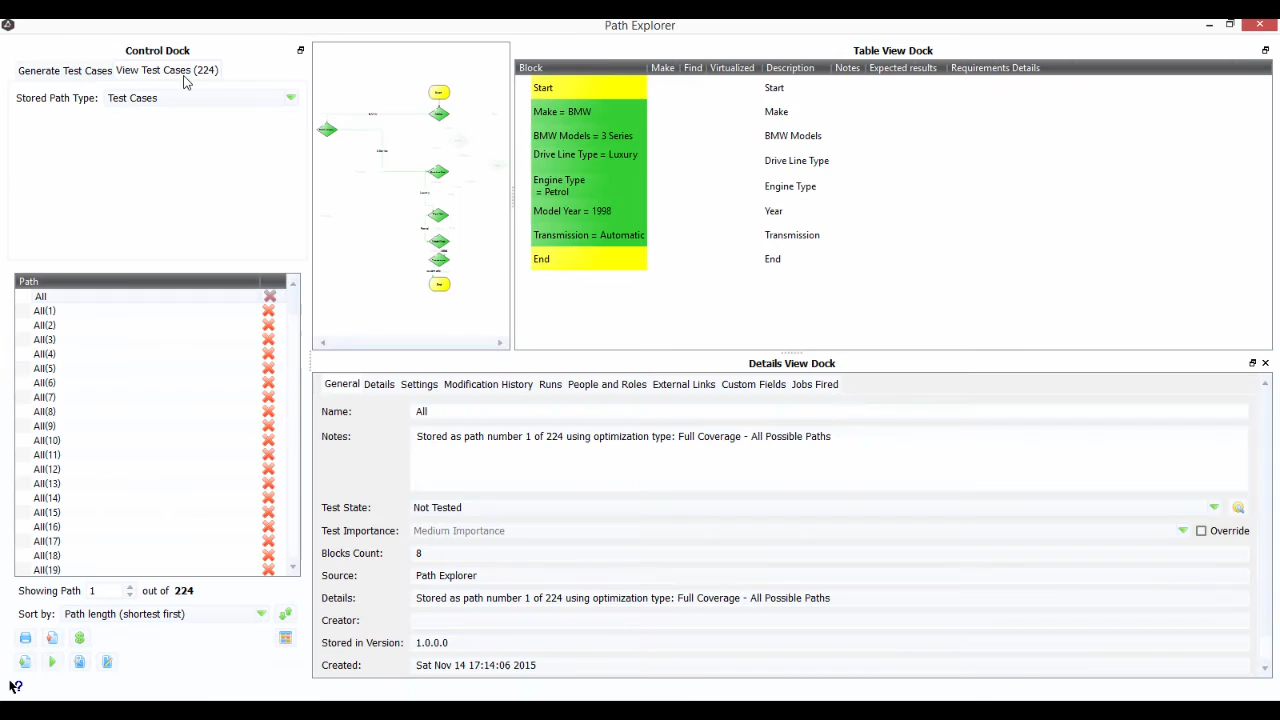 Path Explorer
Control Dock
Generate Test Cases View Test Cases (224)
Stored Path Type: Test Cases
Path
All
All(1)
All(2)
All(3)
All(4)
All(5)
All(6)
All(7)
All(8)
All(9)
All(10)
All(11)
All(12)
All(13)
All(14)
All(15)
All(16)
All(17)
All(18)
All(19)
Showing Path 1 out of 224
Sort by: Path length (shortest first)
Table View Dock
Block Make Find Virtualized Description Notes Expected results Requirements Details
Start Start
Make = BMW Make
BMW Models = 3 Series BMW Models
Drive Line Type = Luxury Drive Line Type
Engine Type
= Petrol Engine Type
Model Year = 1998 Year
Transmission = Automatic Transmission
End End
Details View Dock
General Details Settings Modification History Runs People and Roles External Links Custom Fields Jobs Fired
Name: All
Notes: Stored as path number 1 of 224 using optimization type: Full Coverage - All Possible Paths
Test State: Not Tested
Test Importance: Medium Importance Override
Blocks Count: 8
Source: Path Explorer
Details: Stored as path number 1 of 224 using optimization type: Full Coverage - All Possible Paths
Creator:
Stored in Version: 1.0.0.0
Created: Sat Nov 14 17:14:06 2015